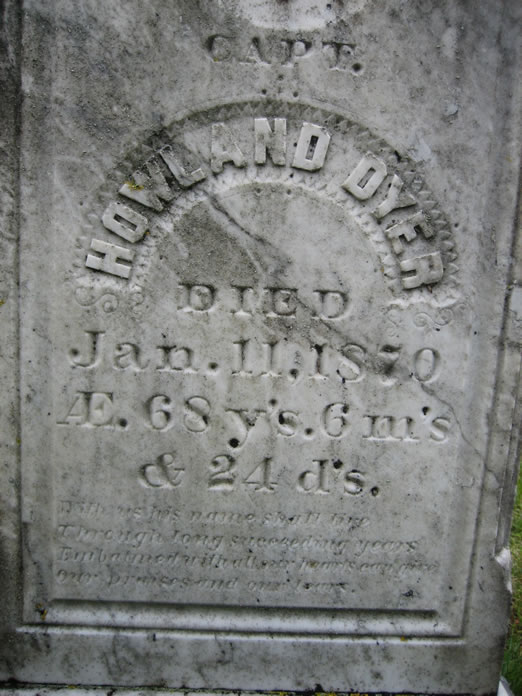 CAPT.
HOWLAND DYER
DIED
Jan. 11, 1870
Æ. 68 y's. 6 m's
& 24 d's.
With us his name shall live
Through long succeeding years
Embalmed with all our hearts can give
Our praises and our tears.